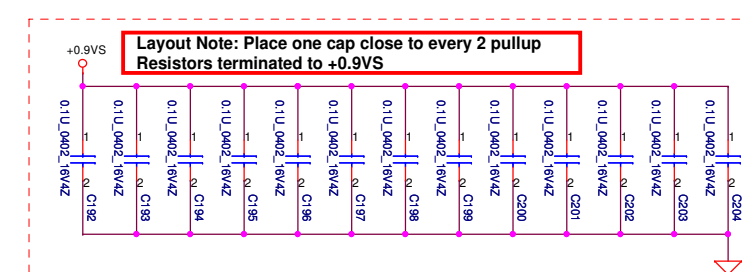 +0.9VS
Layout Note: Place one cap close to every 2 pullup
Resistors terminated to +0.9VS
0.1U_0402_16V4Z
1
2
C192
0.1U_0402_16V4Z
1
2
C193
0.1U_0402_16V4Z
1
2
C194
0.1U_0402_16V4Z
1
2
C195
0.1U_0402_16V4Z
1
2
C196
0.1U_0402_16V4Z
1
2
C197
0.1U_0402_16V4Z
1
2
C198
0.1U_0402_16V4Z
1
2
C199
0.1U_0402_16V4Z
1
2
C200
0.1U_0402_16V4Z
1
2
C201
0.1U_0402_16V4Z
1
2
C202
0.1U_0402_16V4Z
1
2
C203
0.1U_0402_16V4Z
1
2
C204